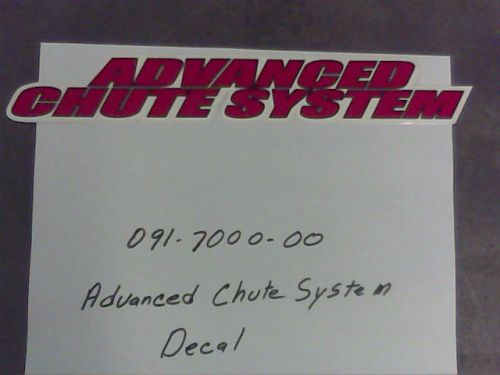 ADVANCED
CHUTE SYSTEM
091-7000-00
Advanced Chute System
Decal